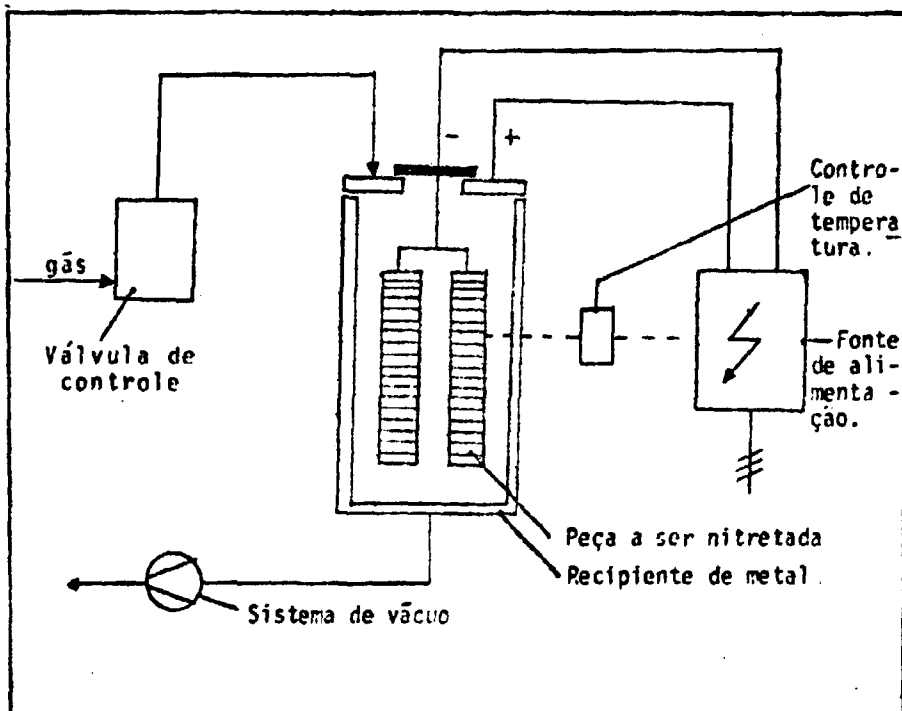 - +
Contro-
le de
tempera
tura.
gás
Válvula de
controle
Fonte
de ali-
menta -
ção.
Peça a ser nitretada
Recipiente de metal.
Sistema de vácuo